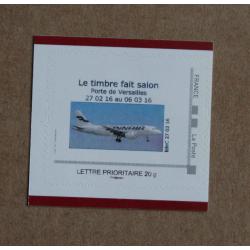 Le timbre fait salon
Porte de Versailles
27 02 16 au 06 03 16
FINNAIR
LETTRE PRIORITAIRE 20 g
FRANCE
La Poste